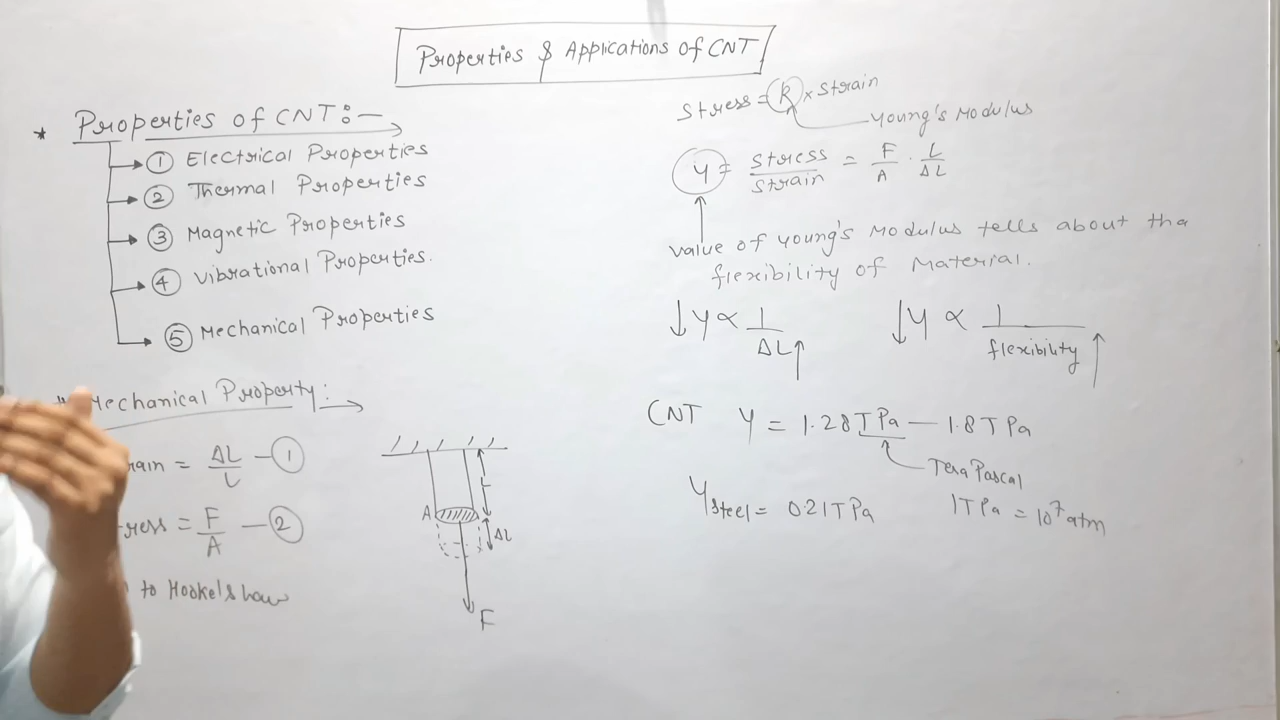 Properties & Applications of CNT
* Properties of CNT :-
① Electrical Properties
② Thermal Properties
③ Magnetic Properties
④ Vibrational Properties.
⑤ Mechanical Properties
Mechanical Property :
rain = ΔL/L — ①
ress = F/A — ②
to Hooke's Law
L
A
ΔL
F
Stress = k × Strain
Young's Modulus
Y = Stress/Strain = F/A · L/ΔL
value of Young's Modulus tells about the
flexibility of Material.
↓ Y ∝ 1/ΔL ↑
↓ Y ∝ 1/flexibility ↑
CNT Y = 1.28 TPa — 1.8 TPa
Tera Pascal
Ysteel = 0.21 TPa
1 TPa = 10⁷ atm